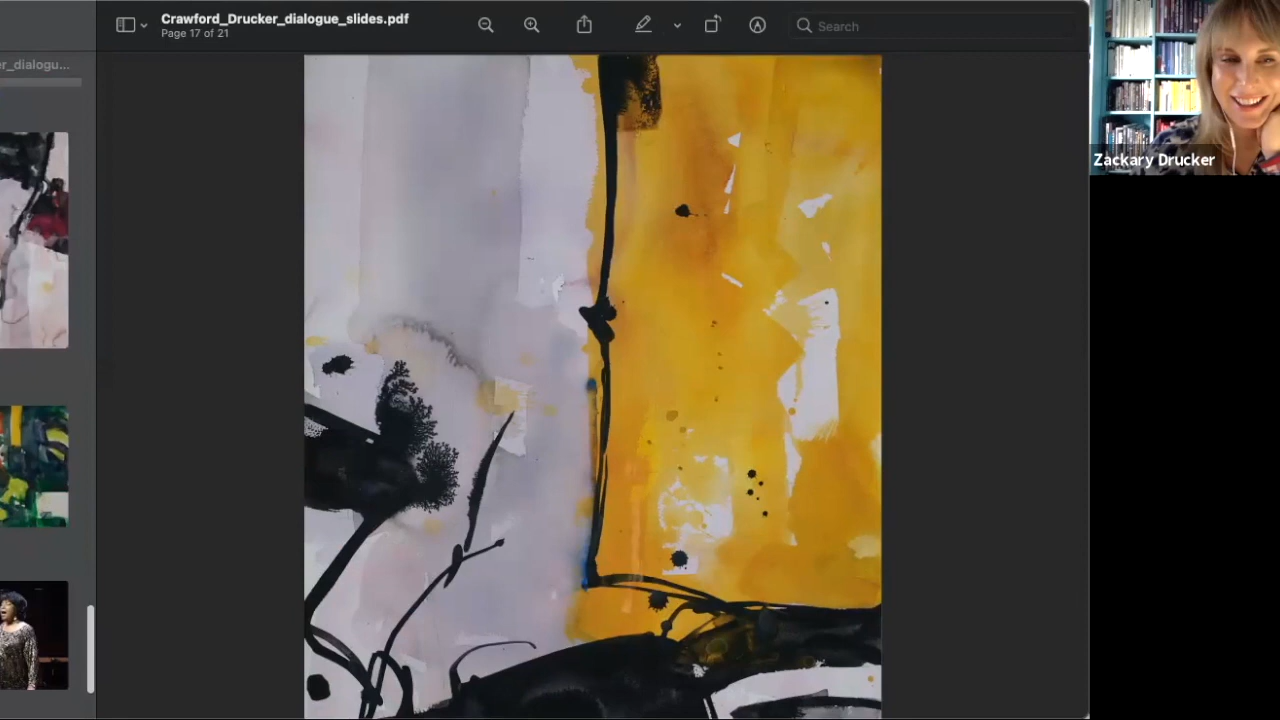 Crawford_Drucker_dialogue_slides.pdf
Page 17 of 21
Search
er_dialogu...
Zackary Drucker